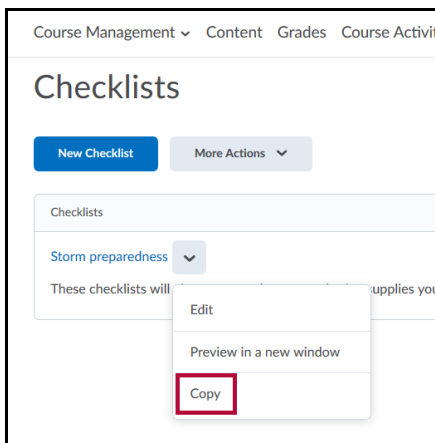 Course Management Content Grades Course Activit
Checklists
New Checklist More Actions
Checklists
Storm preparedness
These checklists will supplies you
Edit
Preview in a new window
Copy